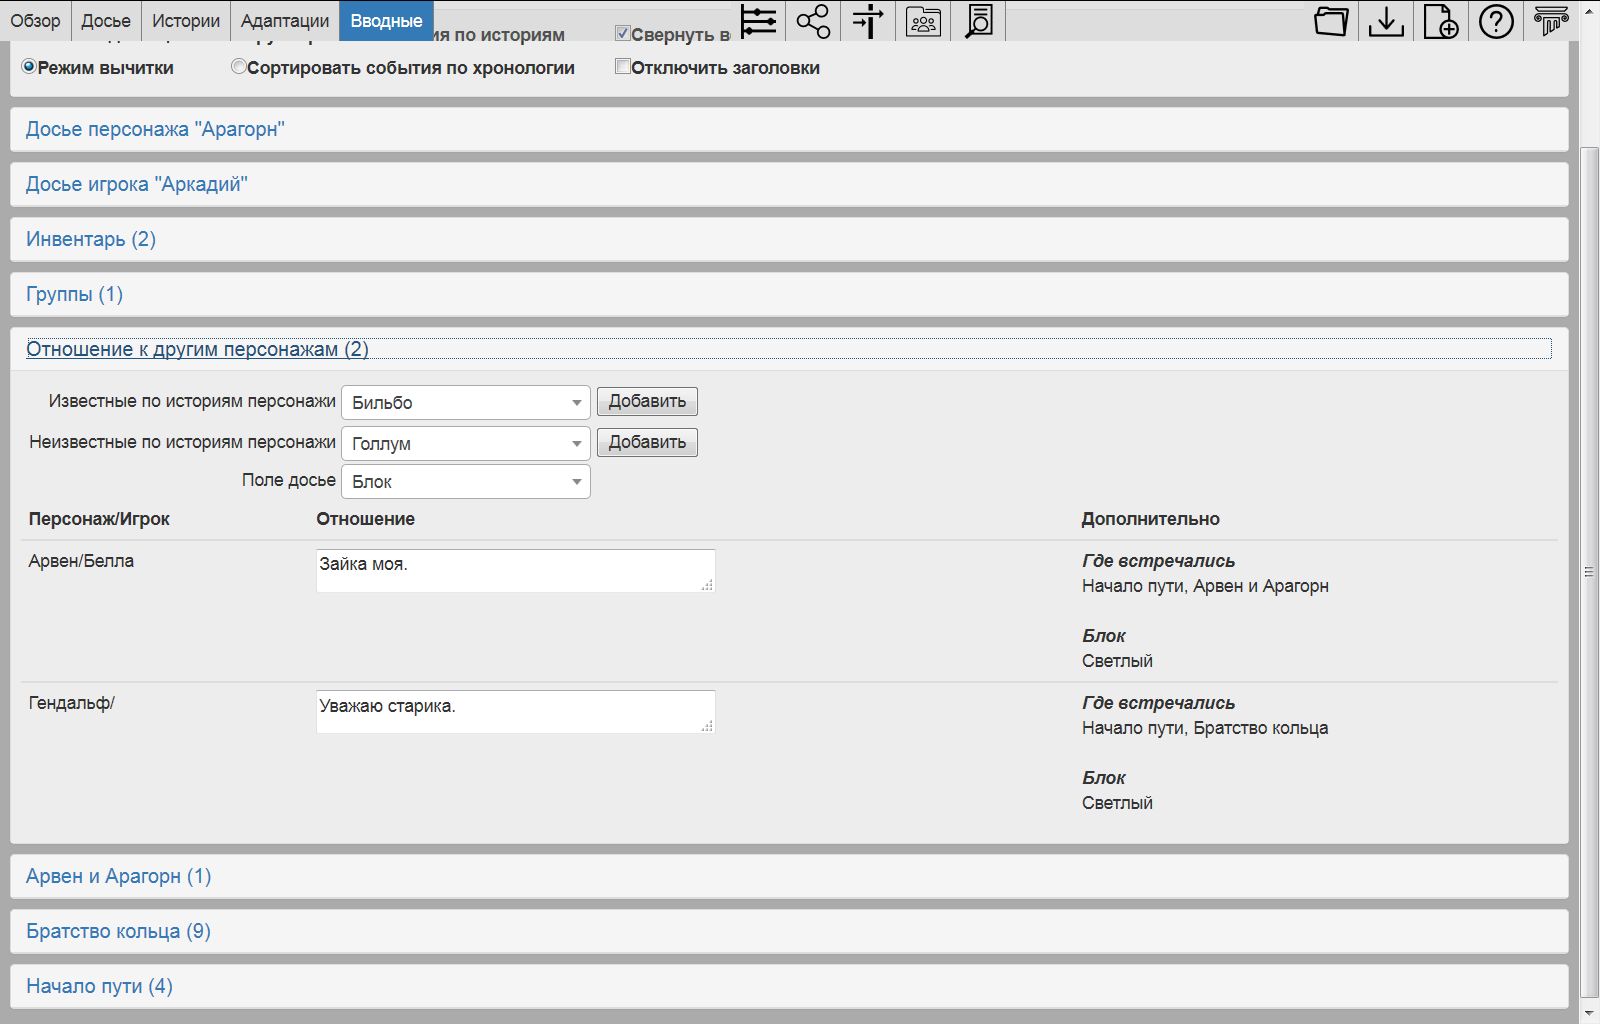 Обзор Досье Истории Адаптации Вводные
ия по историям Свернуть в
Режим вычитки Сортировать события по хронологии Отключить заголовки
Досье персонажа "Арагорн"
Досье игрока "Аркадий"
Инвентарь (2)
Группы (1)
Отношение к другим персонажам (2)
Известные по историям персонажи Бильбо Добавить
Неизвестные по историям персонажи Голлум Добавить
Поле досье Блок
Персонаж/Игрок Отношение Дополнительно
Арвен/Белла Зайка моя. Где встречались
Начало пути, Арвен и Арагорн
Блок
Светлый
Гендальф/ Уважаю старика. Где встречались
Начало пути, Братство кольца
Блок
Светлый
Арвен и Арагорн (1)
Братство кольца (9)
Начало пути (4)